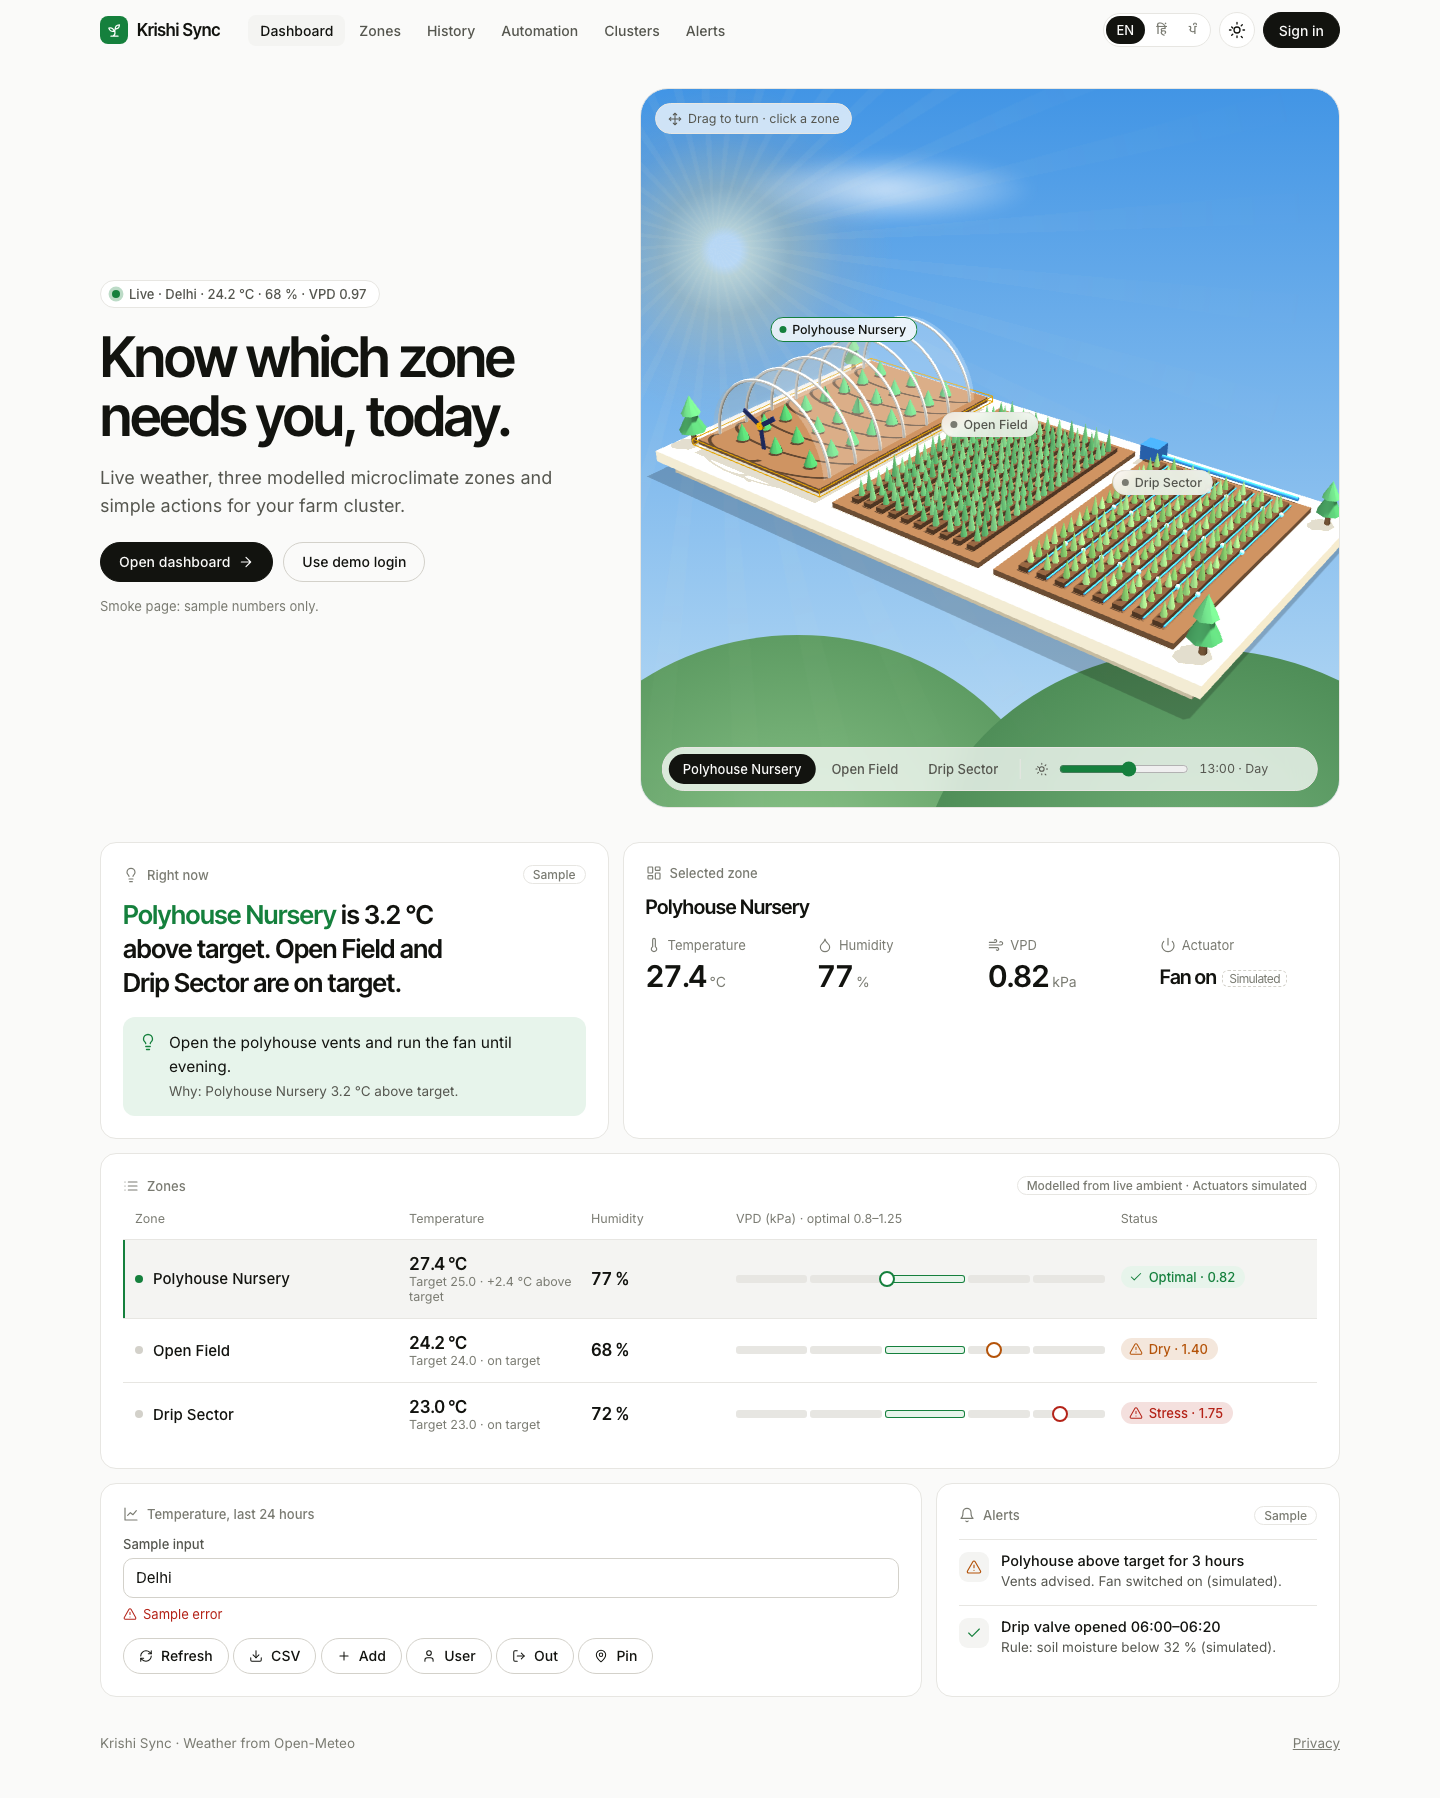 Krishi Sync
Dashboard
Zones
History
Automation
Clusters
Alerts
EN
हिं
ਪੰ
Sign in
Drag to turn · click a zone
Live · Delhi · 24.2 °C · 68 % · VPD 0.97
Know which zone
needs you, today.
Live weather, three modelled microclimate zones and
simple actions for your farm cluster.
Open dashboard
Use demo login
Smoke page: sample numbers only.
Polyhouse Nursery
Open Field
Drip Sector
Polyhouse Nursery
Open Field
Drip Sector
13:00 · Day
Right now
Sample
Polyhouse Nursery is 3.2 °C
above target. Open Field and
Drip Sector are on target.
Open the polyhouse vents and run the fan until
evening.
Why: Polyhouse Nursery 3.2 °C above target.
Selected zone
Polyhouse Nursery
Temperature
Humidity
VPD
Actuator
27.4 °C
77 %
0.82 kPa
Fan on
Simulated
Zones
Modelled from live ambient · Actuators simulated
Zone
Temperature
Humidity
VPD (kPa) · optimal 0.8–1.25
Status
Polyhouse Nursery
27.4 °C
Target 25.0 · +2.4 °C above
target
77 %
Optimal · 0.82
Open Field
24.2 °C
Target 24.0 · on target
68 %
Dry · 1.40
Drip Sector
23.0 °C
Target 23.0 · on target
72 %
Stress · 1.75
Temperature, last 24 hours
Sample input
Delhi
Sample error
Refresh
CSV
Add
User
Out
Pin
Alerts
Sample
Polyhouse above target for 3 hours
Vents advised. Fan switched on (simulated).
Drip valve opened 06:00–06:20
Rule: soil moisture below 32 % (simulated).
Krishi Sync · Weather from Open-Meteo
Privacy